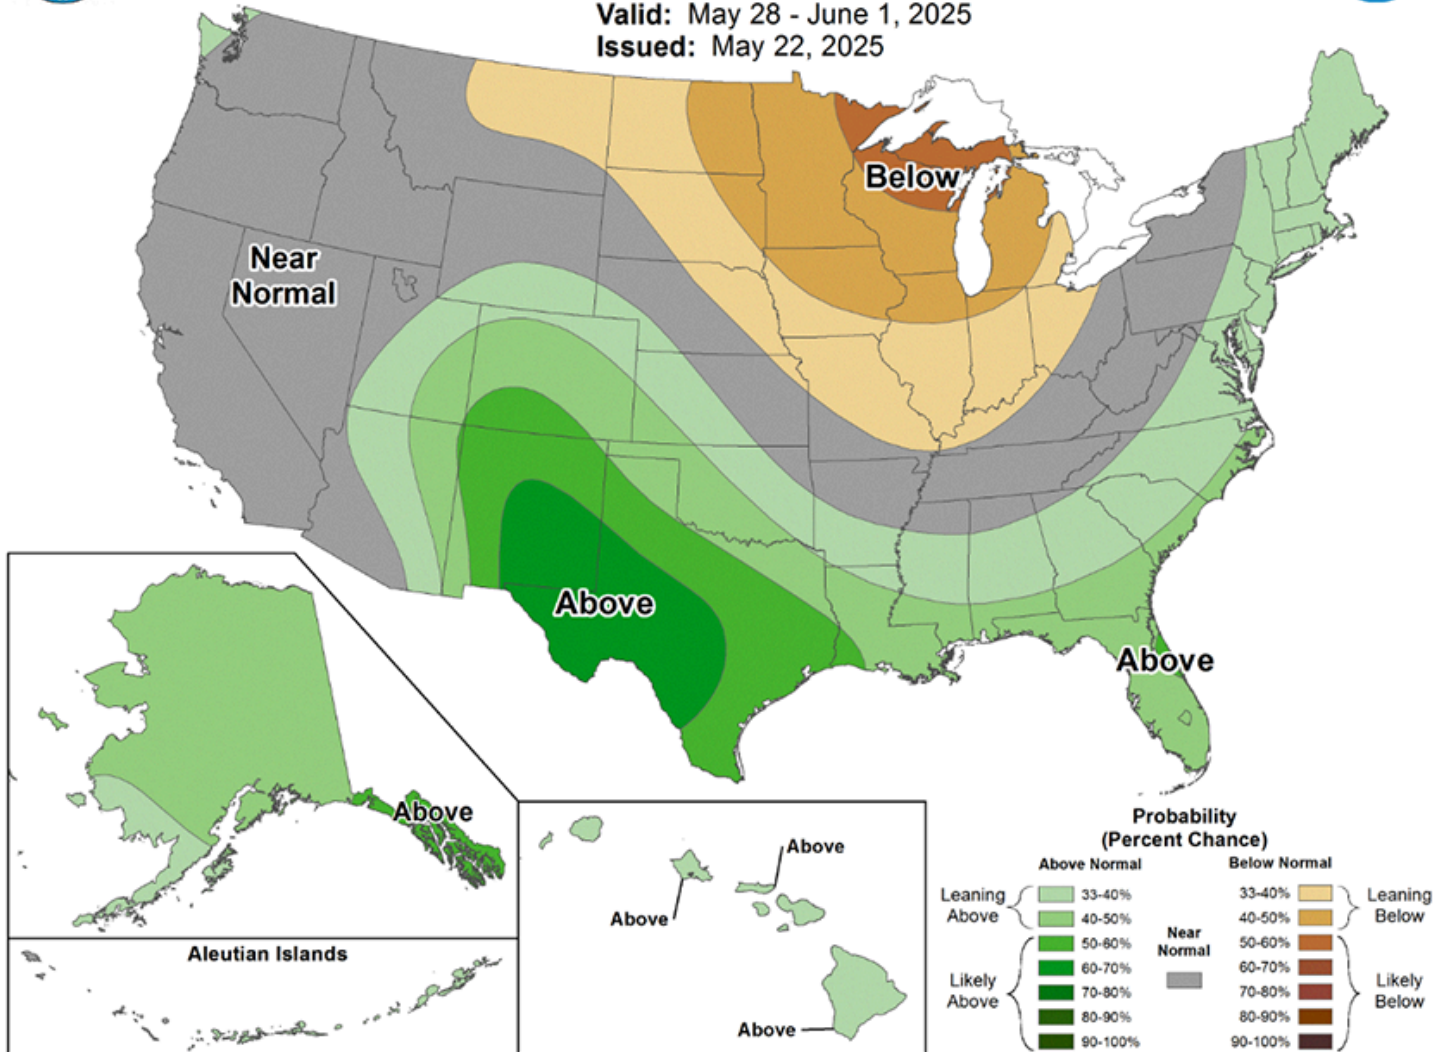 Valid: May 28 - June 1, 2025
Issued: May 22, 2025
Below
Near
Normal
Above
Above
Above
Aleutian Islands
Above
Above
Above
Probability
(Percent Chance)
Above Normal
Below Normal
Leaning
Above
33-40%
40-50%
Likely
Above
50-60%
60-70%
70-80%
80-90%
90-100%
Near
Normal
33-40%
40-50%
Leaning
Below
50-60%
60-70%
70-80%
80-90%
90-100%
Likely
Below